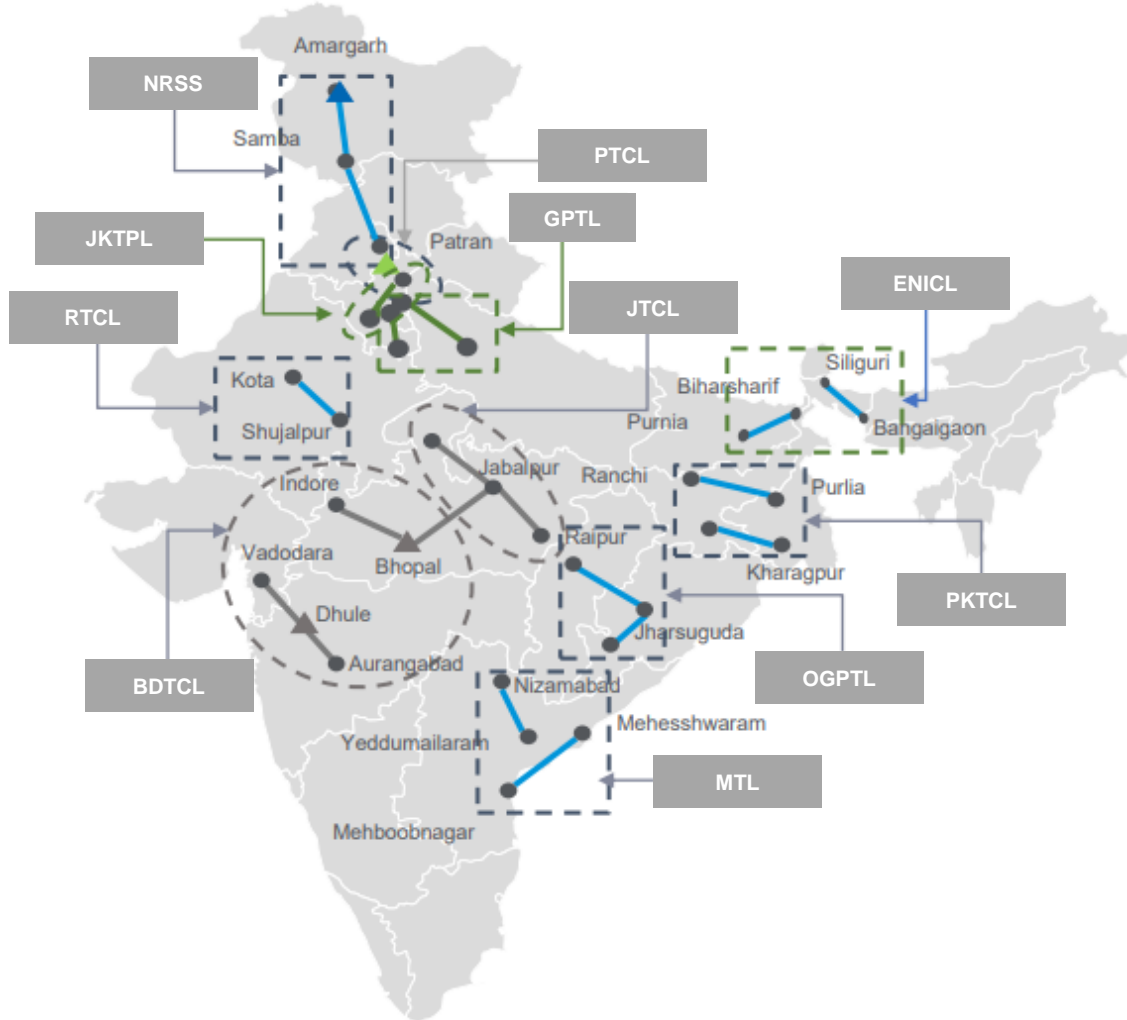 Amargarh
NRSS
Samba
PTCL
GPTL
JKTPL
Patran
ENICL
RTCL
JTCL
Siliguri
Kota
Biharsharif
Purnia
Bangaigaon
Shujalpur
Jabalpur
Ranchi
Indore
Purlia
Raipur
Vadodara
Bhopal
Kharagpur
PKTCL
Dhule
Jharsuguda
Aurangabad
OGPTL
BDTCL
Nizamabad
Mehesshwaram
Yeddumailaram
MTL
Mehboobnagar